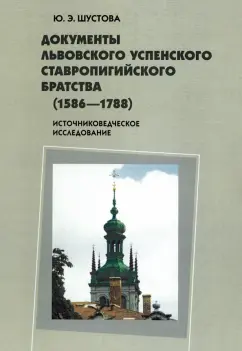 Ю. Э. ШУСТОВА
ДОКУМЕНТЫ
ЛЬВОВСКОГО УСПЕНСКОГО
СТАВРОПИГИЙСКОГО
БРАТСТВА
(1586—1788)
ИСТОЧНИКОВЕДЧЕСКОЕ
ИССЛЕДОВАНИЕ